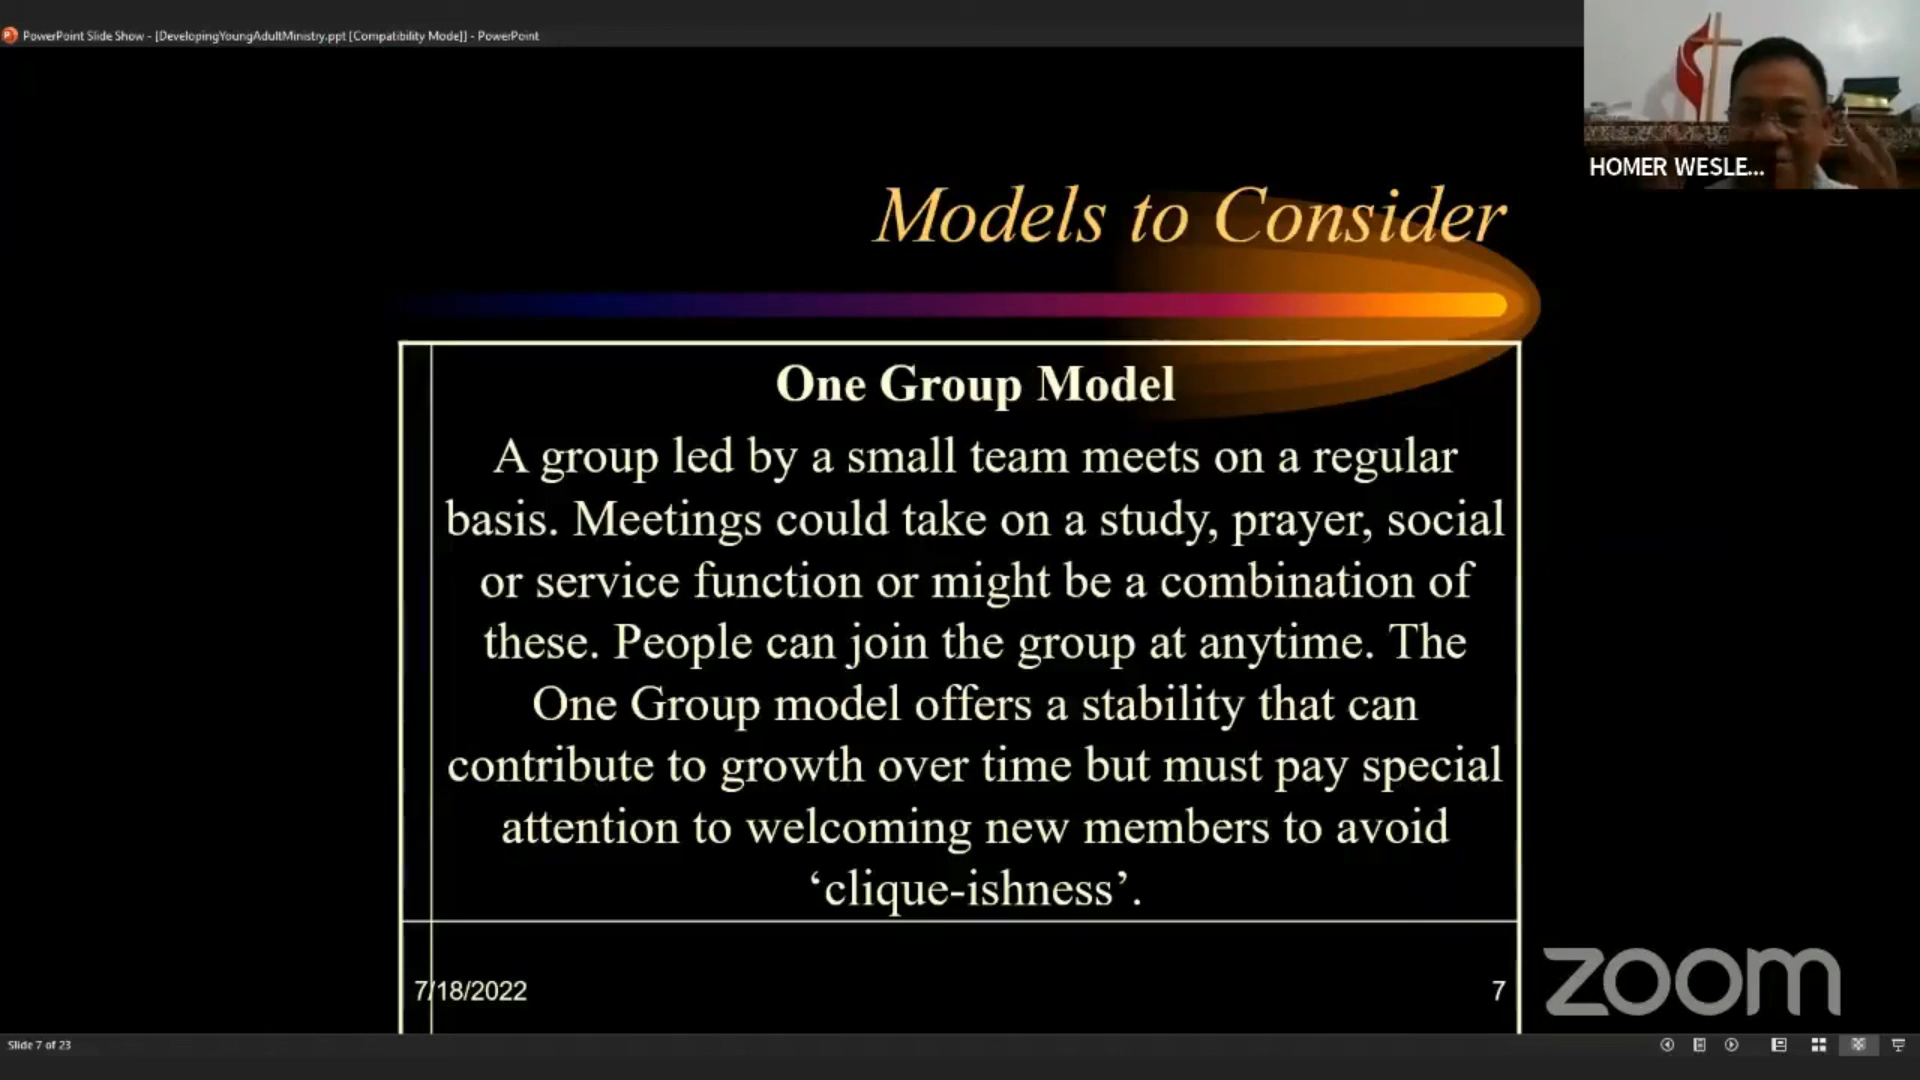 PowerPoint Slide Show - [DevelopingYoungAdultMinistry.ppt [Compatibility Mode]] - PowerPoint
HOMER WESLE...
Models to Consider
One Group Model
A group led by a small team meets on a regular
basis. Meetings could take on a study, prayer, social
or service function or might be a combination of
these. People can join the group at anytime. The
One Group model offers a stability that can
contribute to growth over time but must pay special
attention to welcoming new members to avoid
‘clique-ishness’.
7/18/2022
7
zoom
Slide 7 of 23